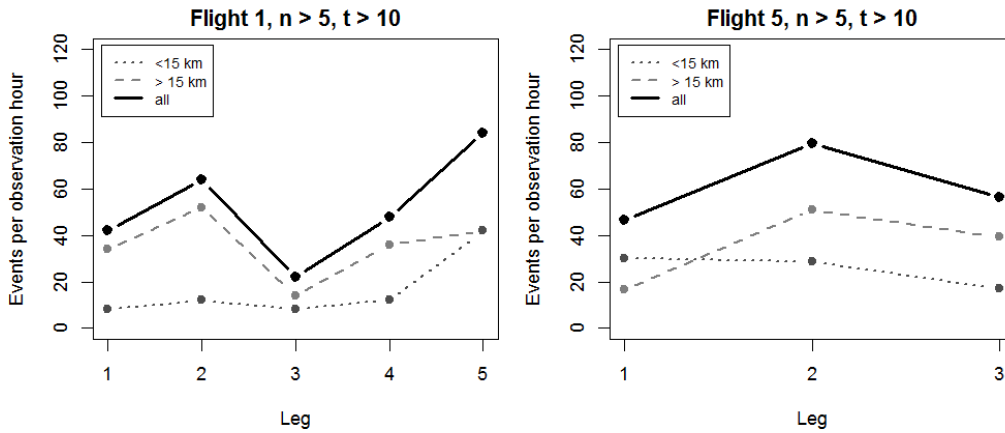 Flight 1, n > 5, t > 10
Events per observation hour
120
100
80
60
40
20
0
<15 km
> 15 km
all
1 2 3 4 5
Leg
Flight 5, n > 5, t > 10
Events per observation hour
120
100
80
60
40
20
0
<15 km
> 15 km
all
1 2 3
Leg